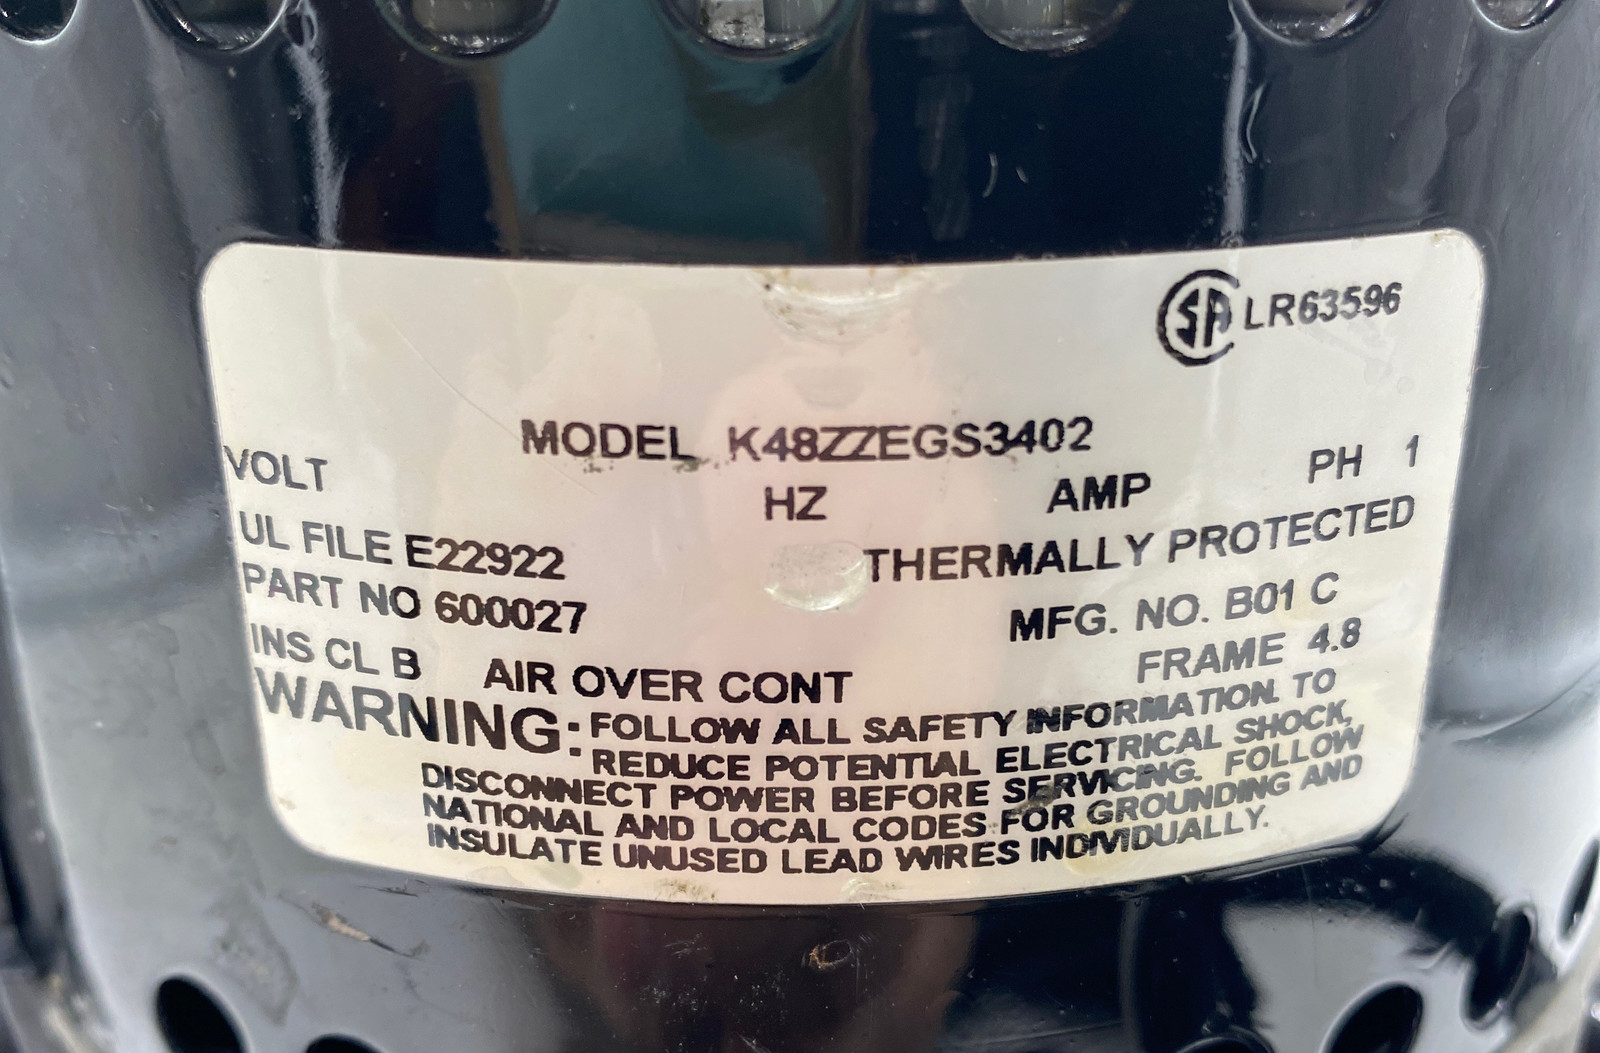 SA LR63596
MODEL K48ZZEGS3402
VOLT HZ AMP PH 1
UL FILE E22922 THERMALLY PROTECTED
PART NO 600027 MFG. NO. B01 C
INS CL B AIR OVER CONT FRAME 4.8
WARNING: FOLLOW ALL SAFETY INFORMATION. TO
REDUCE POTENTIAL ELECTRICAL SHOCK,
DISCONNECT POWER BEFORE SERVICING. FOLLOW
NATIONAL AND LOCAL CODES FOR GROUNDING AND
INSULATE UNUSED LEAD WIRES INDIVIDUALLY.